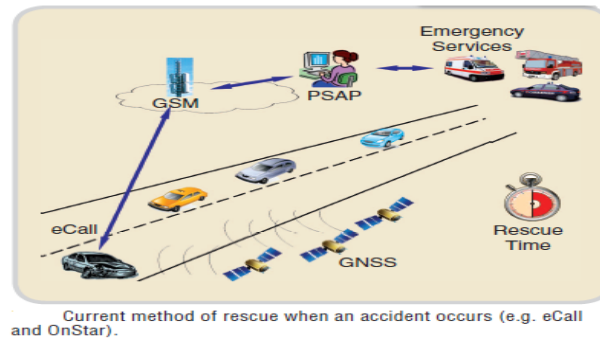 Emergency
Services
GSM
PSAP
eCall
GNSS
Rescue
Time
Current method of rescue when an accident occurs (e.g. eCall
and OnStar).